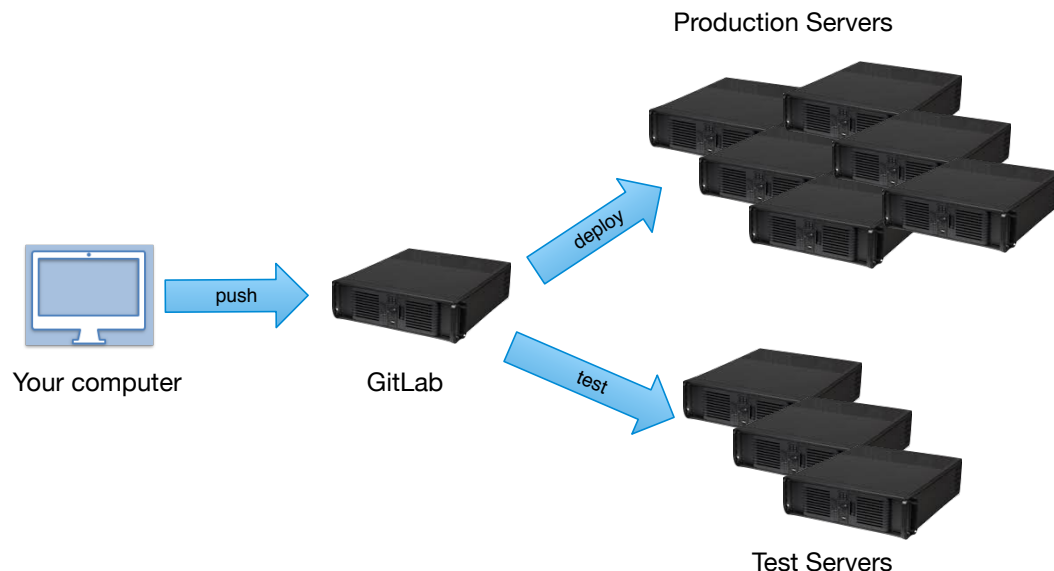 Production Servers
deploy
push
Your computer
GitLab
test
Test Servers